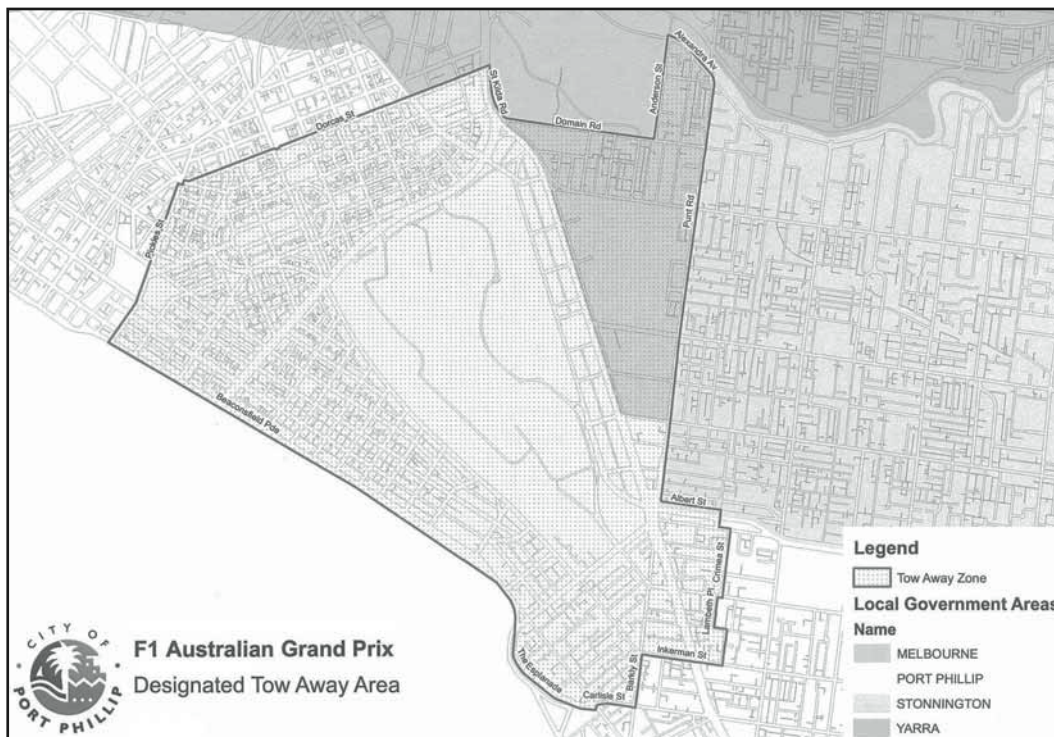 Alexandra Av
Anderson St
St Kilda Rd
Domain Rd
Dorcas St
Punt Rd
Pickles St
Beaconsfield Pde
Albert St
Crimea St
Lambeth Pl
Inkerman St
Barkly St
The Esplanade
Carlisle St
CITY OF
PORT PHILLIP
F1 Australian Grand Prix
Designated Tow Away Area
Legend
Tow Away Zone
Local Government Areas
Name
MELBOURNE
PORT PHILLIP
STONNINGTON
YARRA